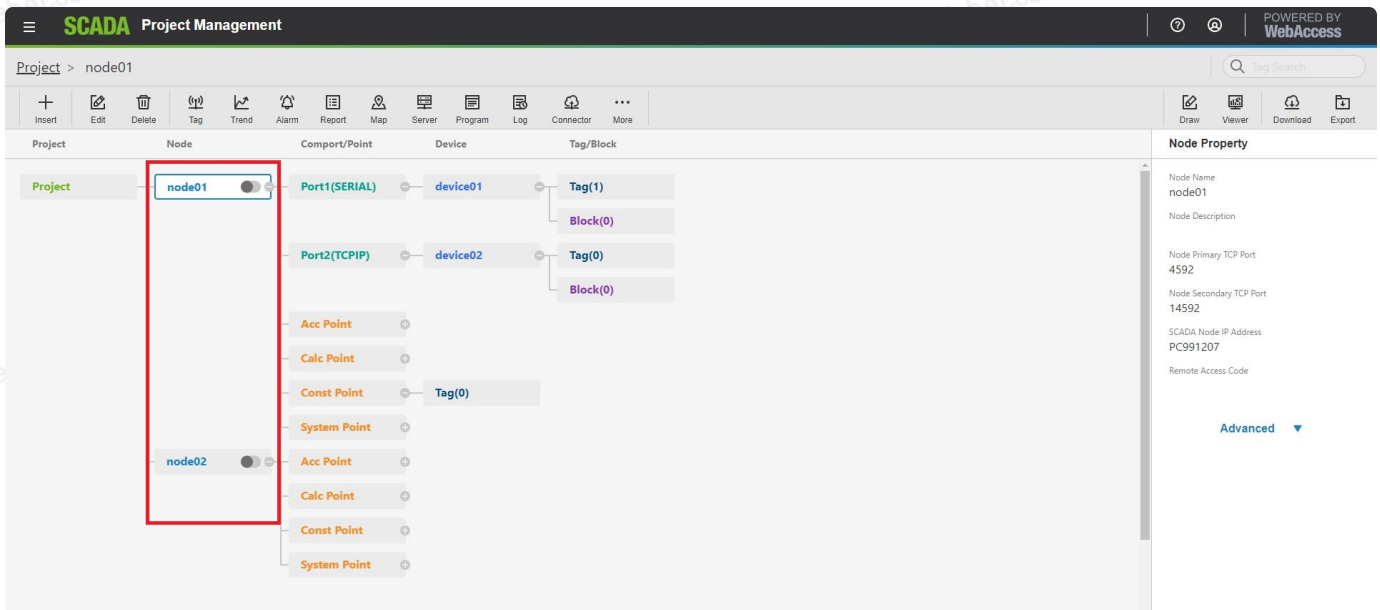 SCADA Project Management
POWERED BY
WebAccess
Project > node01
Tag Search
Insert Edit Delete Tag Trend Alarm Report Map Server Program Log Connector More
Draw Viewer Download Export
Project Node Comport/Point Device Tag/Block
Node Property
Project node01 Port1(SERIAL) device01 Tag(1)
Block(0)
Port2(TCPIP) device02 Tag(0)
Block(0)
Acc Point
Calc Point
Const Point Tag(0)
System Point
node02 Acc Point
Calc Point
Const Point
System Point
Node Name
node01
Node Description
Node Primary TCP Port
4592
Node Secondary TCP Port
14592
SCADA Node IP Address
PC991207
Remote Access Code
Advanced